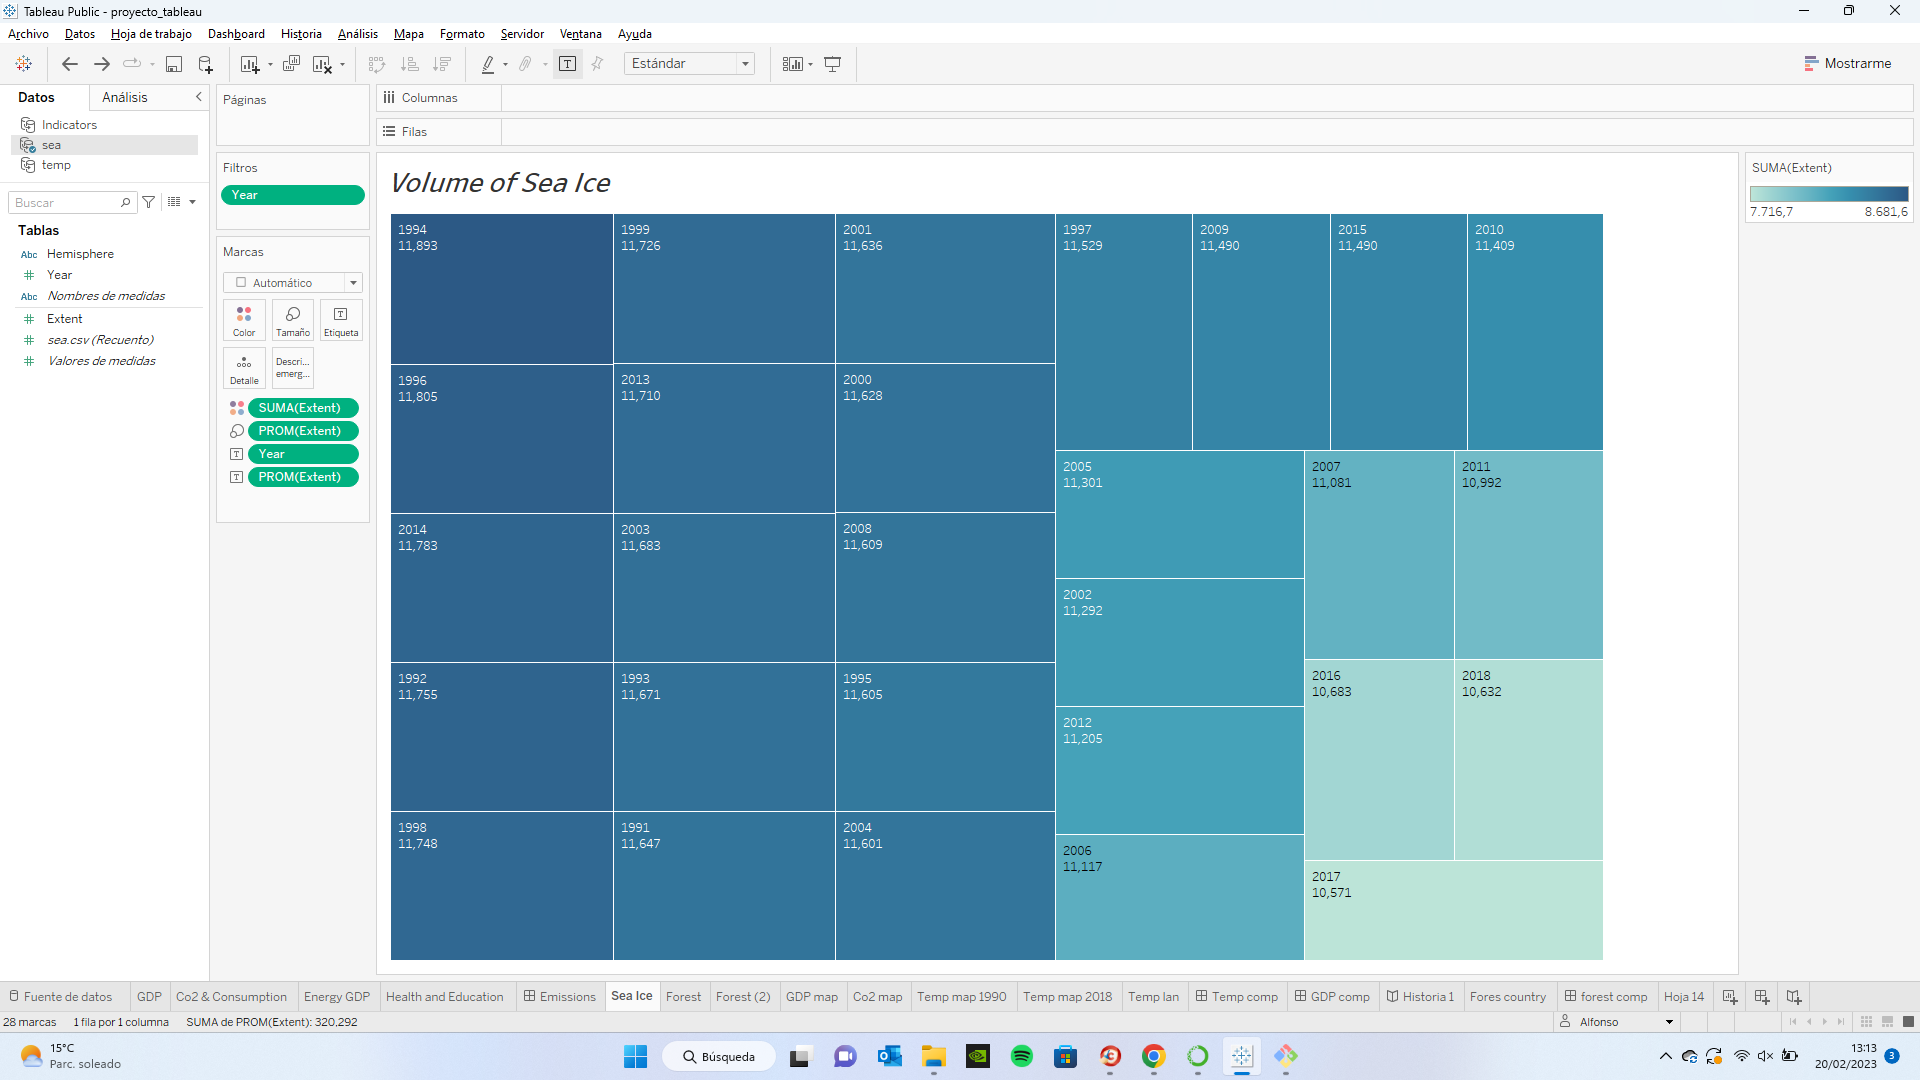 Tableau Public - proyecto_tableau
Archivo Datos Hoja de trabajo Dashboard Historia Análisis Mapa Formato Servidor Ventana Ayuda
Estándar
Mostrarme
Datos
Análisis
Indicators
sea
temp
Buscar
Tablas
Abc Hemisphere
Year
Abc Nombres de medidas
Extent
sea.csv (Recuento)
Valores de medidas
Páginas
Filtros
Year
Marcas
Automático
Color
Tamaño
Etiqueta
Detalle
Descri...
emerg...
SUMA(Extent)
PROM(Extent)
Year
PROM(Extent)
Columnas
Filas
Volume of Sea Ice
1994
11,893
1996
11,805
2014
11,783
1992
11,755
1998
11,748
1999
11,726
2013
11,710
2003
11,683
1993
11,671
1991
11,647
2001
11,636
2000
11,628
2008
11,609
1995
11,605
2004
11,601
1997
11,529
2009
11,490
2015
11,490
2010
11,409
2005
11,301
2002
11,292
2012
11,205
2006
11,117
2007
11,081
2011
10,992
2016
10,683
2018
10,632
2017
10,571
SUMA(Extent)
7.716,7 8.681,6
Fuente de datos GDP Co2 & Consumption Energy GDP Health and Education Emissions Sea Ice Forest Forest (2) GDP map Co2 map Temp map 1990 Temp map 2018 Temp lan Temp comp GDP comp Historia 1 Fores country forest comp Hoja 14
28 marcas 1 fila por 1 columna SUMA de PROM(Extent): 320,292
Alfonso
15°C
Parc. soleado
Búsqueda
13:13
20/02/2023
3